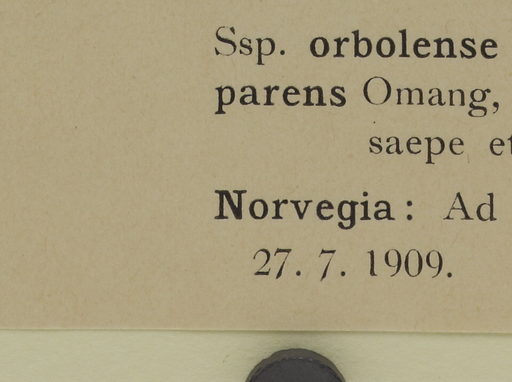 Ssp. orbolense
parens Omang,
saepe et
Norvegia: Ad
27. 7. 1909.